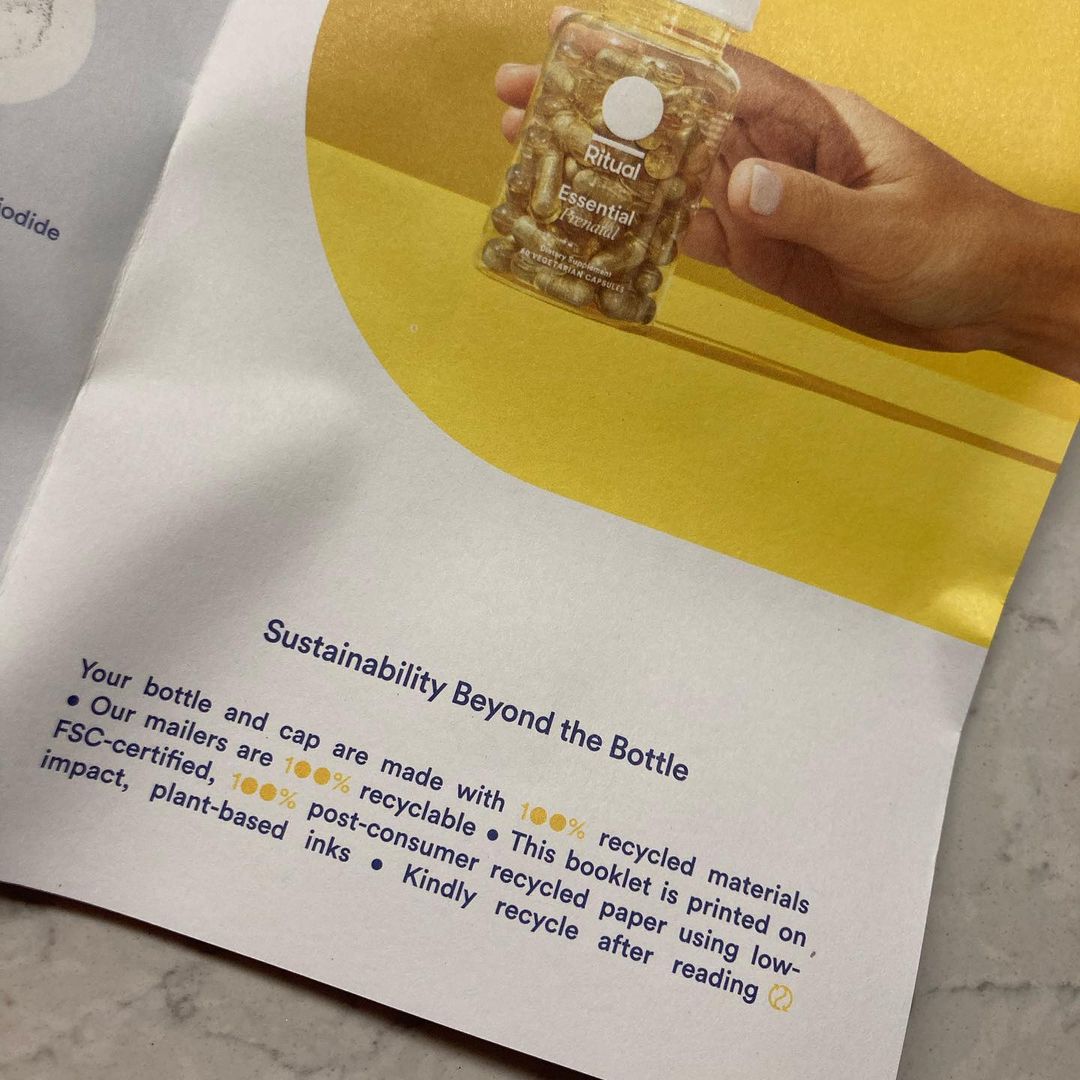 iodide
Ritual
Essential
Prenatal
Dietary Supplement
60 VEGETARIAN CAPSULES
Sustainability Beyond the Bottle
Your bottle and cap are made with 100% recycled materials
• Our mailers are 100% recyclable • This booklet is printed on
FSC-certified, 100% post-consumer recycled paper using low-
impact, plant-based inks • Kindly recycle after reading